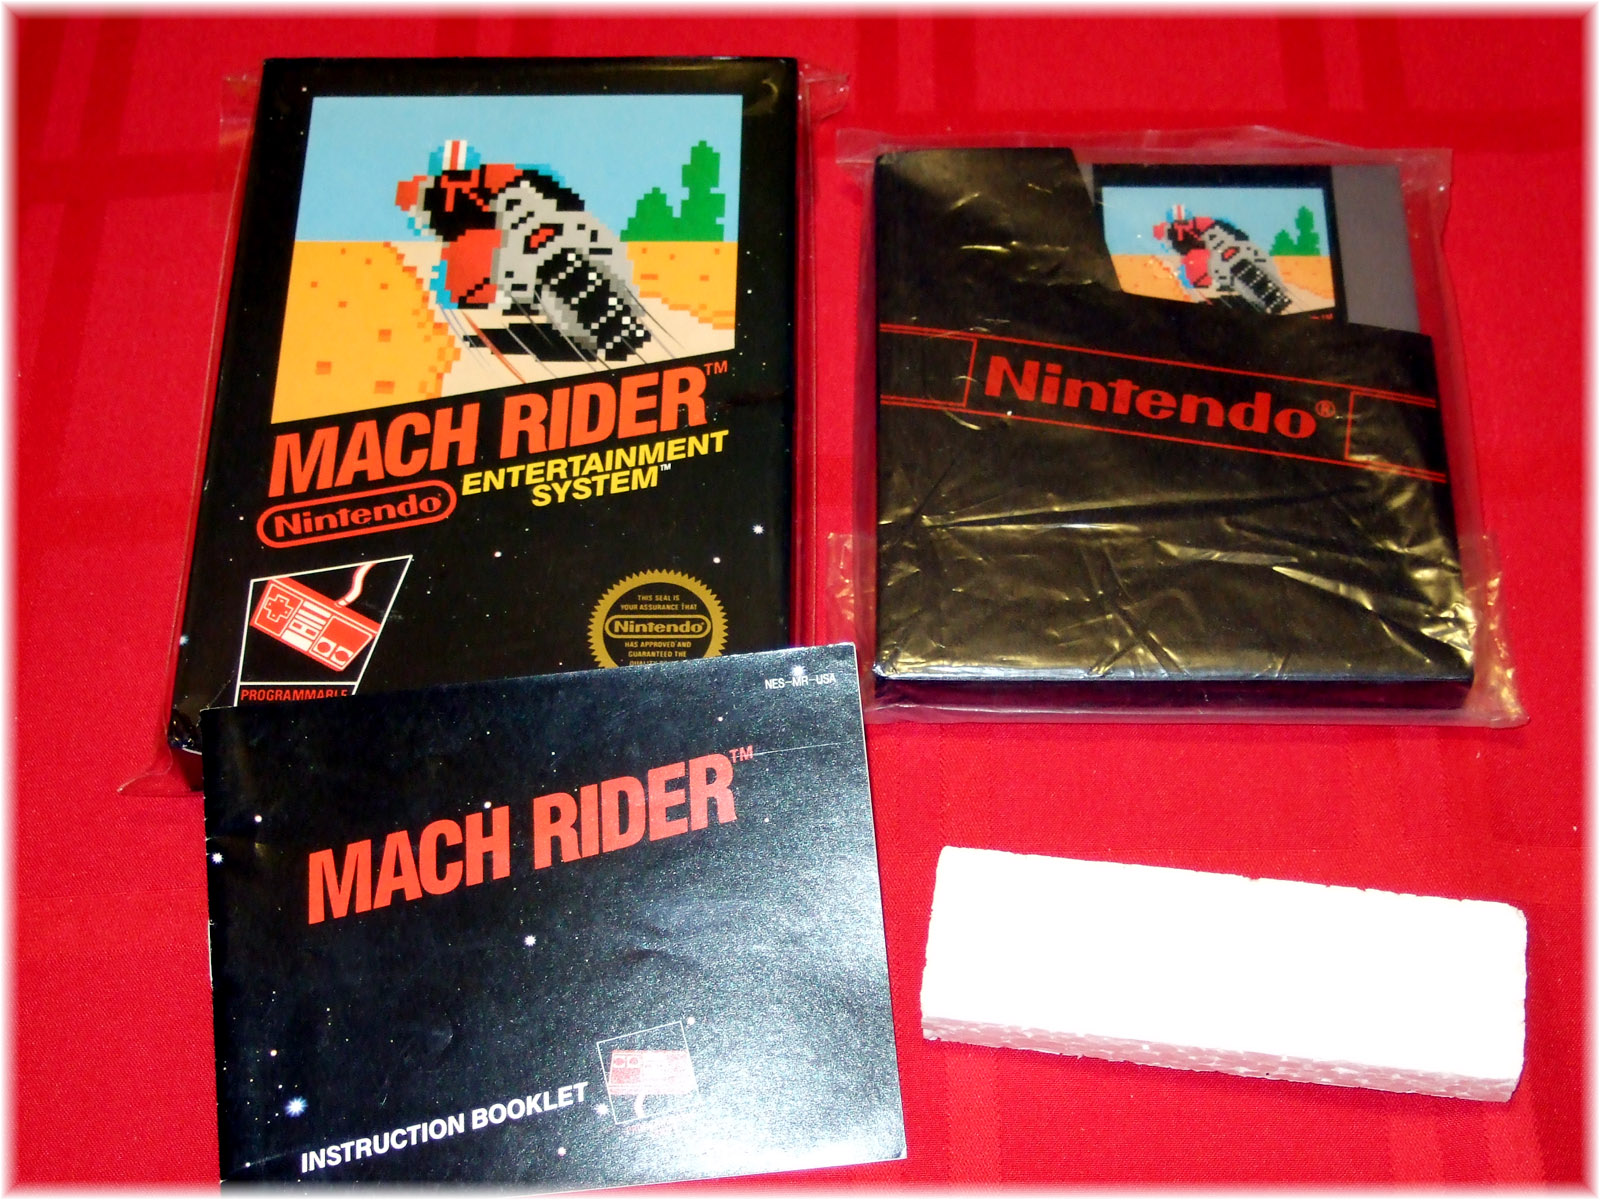 MACH RIDER™
Nintendo®
ENTERTAINMENT
SYSTEM™
PROGRAMMABLE
THIS SEAL IS
YOUR ASSURANCE THAT
Nintendo
HAS APPROVED AND
GUARANTEED THE
Nintendo®
NES-MR-USA
MACH RIDER™
INSTRUCTION BOOKLET